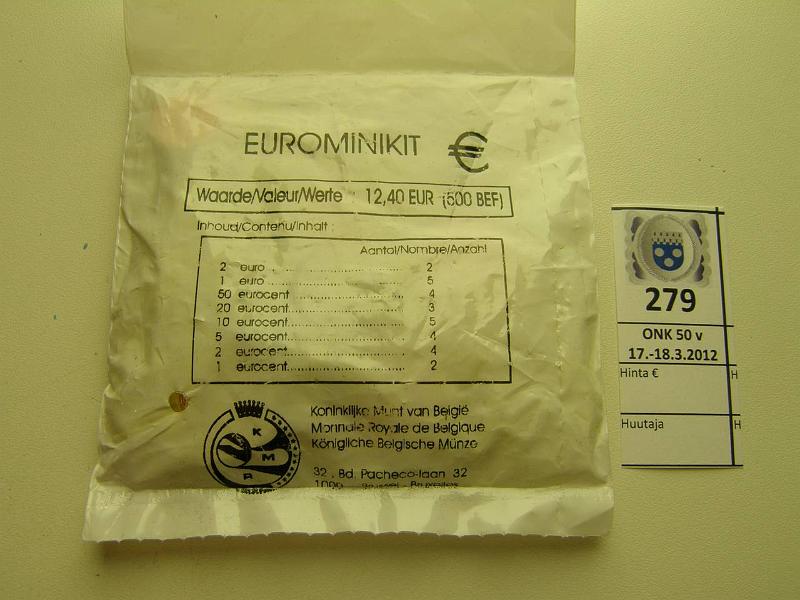 EUROMINIKIT €
Waarde/Valeur/Werte : 12,40 EUR (500 BEF)
Inhoud/Contenu/Inhalt :
Aantal/Nombre/Anzahl
2 euro .............................. 2
1 euro .............................. 5
50 eurocent .............................. 4
20 eurocent .............................. 3
10 eurocent .............................. 5
5 eurocent .............................. 4
2 eurocent .............................. 4
1 eurocent .............................. 2
K
M
R
Koninklijke Munt van België
Monnaie Royale de Belgique
Königliche Belgische Münze
32, Bd. Pacheco-laan 32
Brussel - Bruxelles
279
ONK 50 v
17.-18.3.2012
Hinta € H
Huutaja H